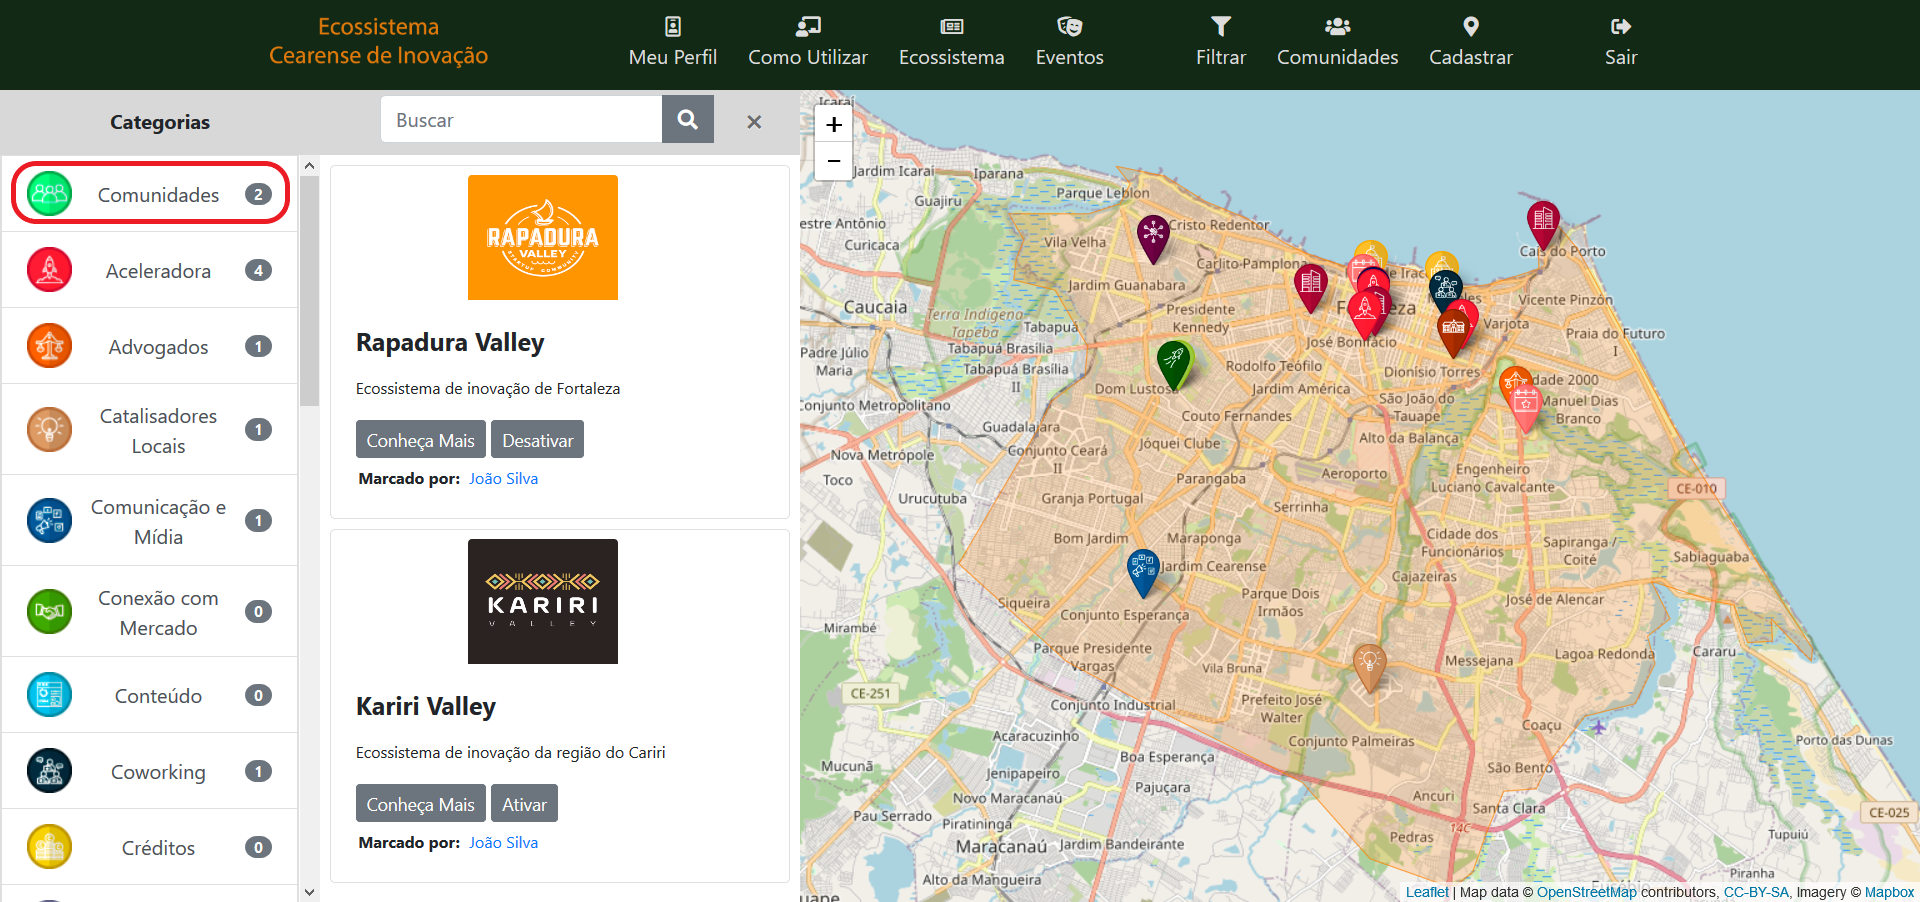 Ecossistema
Cearense de Inovação
Meu Perfil
Como Utilizar
Ecossistema
Eventos
Filtrar
Comunidades
Cadastrar
Sair
Categorias
Buscar
×
Comunidades 2
Aceleradora 4
Advogados 1
Catalisadores
Locais 1
Comunicação e
Mídia 1
Conexão com
Mercado 0
Conteúdo 0
Coworking 1
Créditos 0
RAPADURA
VALLEY
STARTUP COMMUNITY
Rapadura Valley
Ecossistema de inovação de Fortaleza
Conheça Mais Desativar
Marcado por: João Silva
KARIRI
VALLEY
Kariri Valley
Ecossistema de inovação da região do Cariri
Conheça Mais Ativar
Marcado por: João Silva
+
−
Icaraí
Jardim Icaraí
Iparana
Parque Leblon
Guajiru
estre Antônio
Curicaca
Vila Velha
Cristo Redentor
Carlito-Pamplona
Jardim Guanabara
Cais do Porto
Caucaia
Terra Indígena
Tapeba
Tabapuá
Presidente
Kennedy
Vicente Pinzón
Varjota
Praia do Futuro
I
Padre Júlio
Maria
Tabapuá Brasília
Tabapuá Brasília
II
José Bonifácio
Rodolfo Teófilo
Dionísio Torres
Dom Lustosa
Jardim América
dade 2000
São João do
Tauape
Manuel Dias
Branco
onjunto Metropolitano
Couto Fernandes
Guadalajara
Jóquei Clube
Alto da Balança
Nova Metrópole
Conjunto Ceará
II
Toco
Parangaba
Aeroporto
Engenheiro
Luciano Cavalcante
CE-010
Urucutuba
Granja Portugal
Serrinha
Bom Jardim
Maraponga
Cidade dos
Funcionários
Sapiranga /
Coité
Sabiaguaba
Jardim Cearense
Cajazeiras
Siqueira
Conjunto Esperança
Parque Dois
Irmãos
José de Alencar
Mirambé
Parque Presidente
Vargas
Vila Bruna
Messejana
Lagoa Redonda
Cararu
CE-251
Prefeito José
Walter
Conjunto Industrial
Coaçu
Acaracuzinho
Conjunto Palmeiras
Porto das Dunas
Mucunã
Boa Esperança
São Bento
Jenipapeiro
Pajuçara
Novo Maracanaú
Ancuri
Santa Clara
Pau Serrado
Piratininga
14C
Pedras
CE-025
Tupuiú
Maracanaú
Jardim Bandeirante
Alto da Mangueira
Piranha
Leaflet | Map data © OpenStreetMap contributors, CC-BY-SA, Imagery © Mapbox